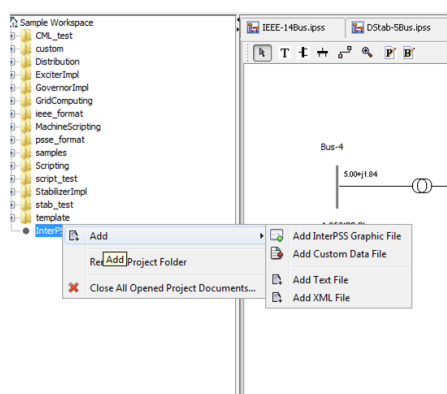 Sample Workspace
CML_test
custom
Distribution
ExciterImpl
GovernorImpl
GridComputing
ieee_format
MachineScripting
psse_format
samples
Scripting
script_test
StabilizerImpl
stab_test
template
InterPS
IEEE-14Bus.ipss
DStab-5Bus.ipss
T
P
B
Bus-4
5.00+j1.84
Add
Add
Project Folder
Close All Opened Project Documents...
Add InterPSS Graphic File
Add Custom Data File
Add Text File
Add XML File